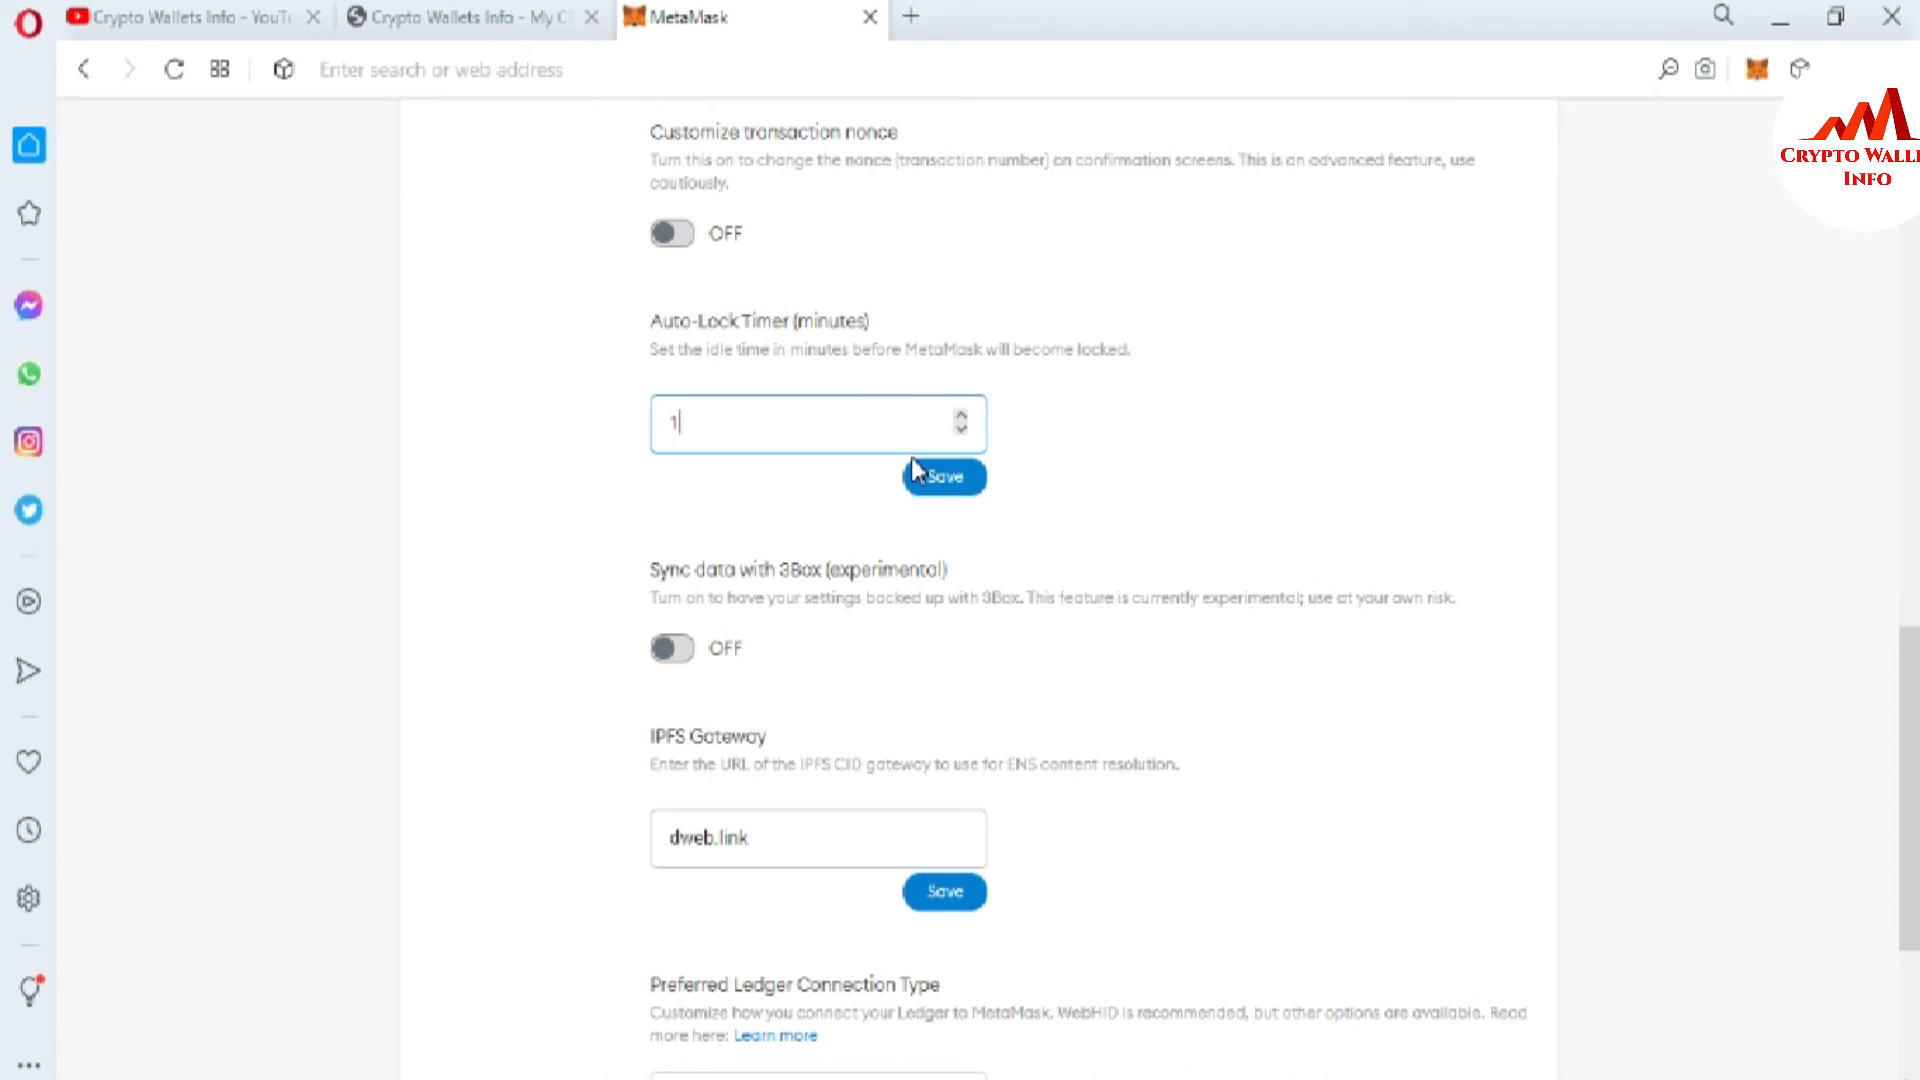 Crypto Wallets Info - YouTu
Crypto Wallets Info - My C
MetaMask
Enter search or web address
CRYPTO WALLE
INFO
Customize transaction nonce
Turn this on to change the nonce (transaction number) on confirmation screens. This is an advanced feature, use
cautiously.
OFF
Auto-Lock Timer (minutes)
Set the idle time in minutes before MetaMask will become locked.
1
Save
Sync data with 3Box (experimental)
Turn on to have your settings backed up with 3Box. This feature is currently experimental; use at your own risk.
OFF
IPFS Gateway
Enter the URL of the IPFS CID gateway to use for ENS content resolution.
dweb.link
Save
Preferred Ledger Connection Type
Customize how you connect your Ledger to MetaMask. WebHID is recommended, but other options are available. Read
more here: Learn more